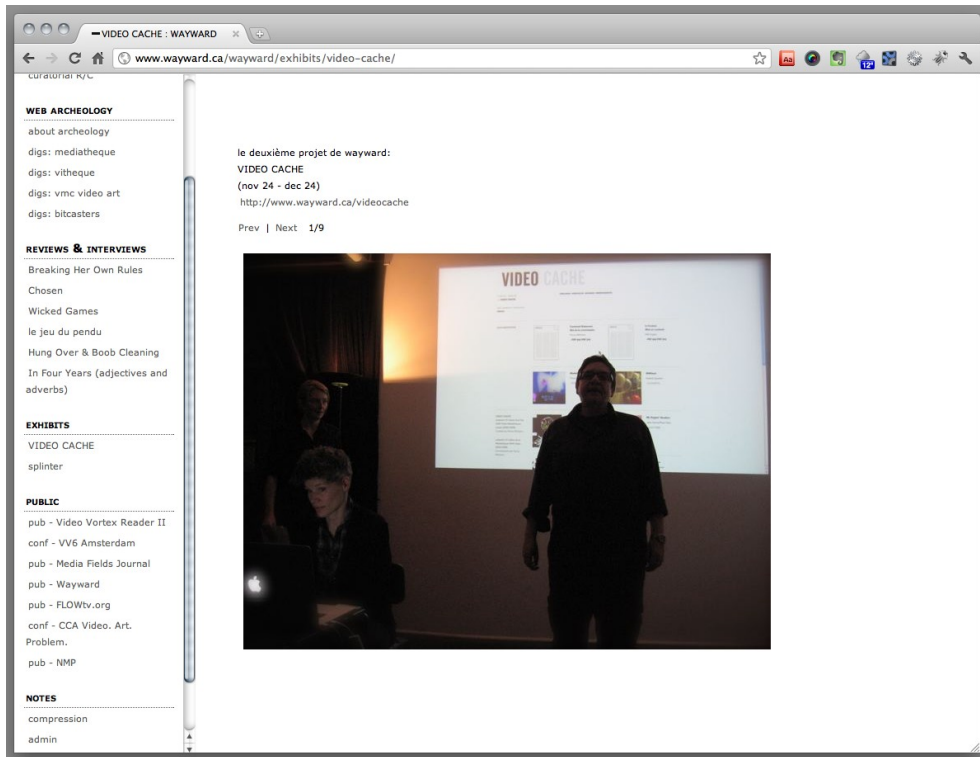 VIDEO CACHE : WAYWARD
www.wayward.ca/wayward/exhibits/video-cache/
Aa
12°
curatorial R/C
WEB ARCHEOLOGY
about archeology
digs: mediatheque
digs: vitheque
digs: vmc video art
digs: bitcasters
REVIEWS & INTERVIEWS
Breaking Her Own Rules
Chosen
Wicked Games
le jeu du pendu
Hung Over & Boob Cleaning
In Four Years (adjectives and
adverbs)
EXHIBITS
VIDEO CACHE
splinter
PUBLIC
pub - Video Vortex Reader II
conf - VV6 Amsterdam
pub - Media Fields Journal
pub - Wayward
pub - FLOWtv.org
conf - CCA Video. Art.
Problem.
pub - NMP
NOTES
compression
admin
le deuxième projet de wayward:
VIDEO CACHE
(nov 24 - dec 24)
http://www.wayward.ca/videocache
Prev | Next 1/9
VIDEO CACHE